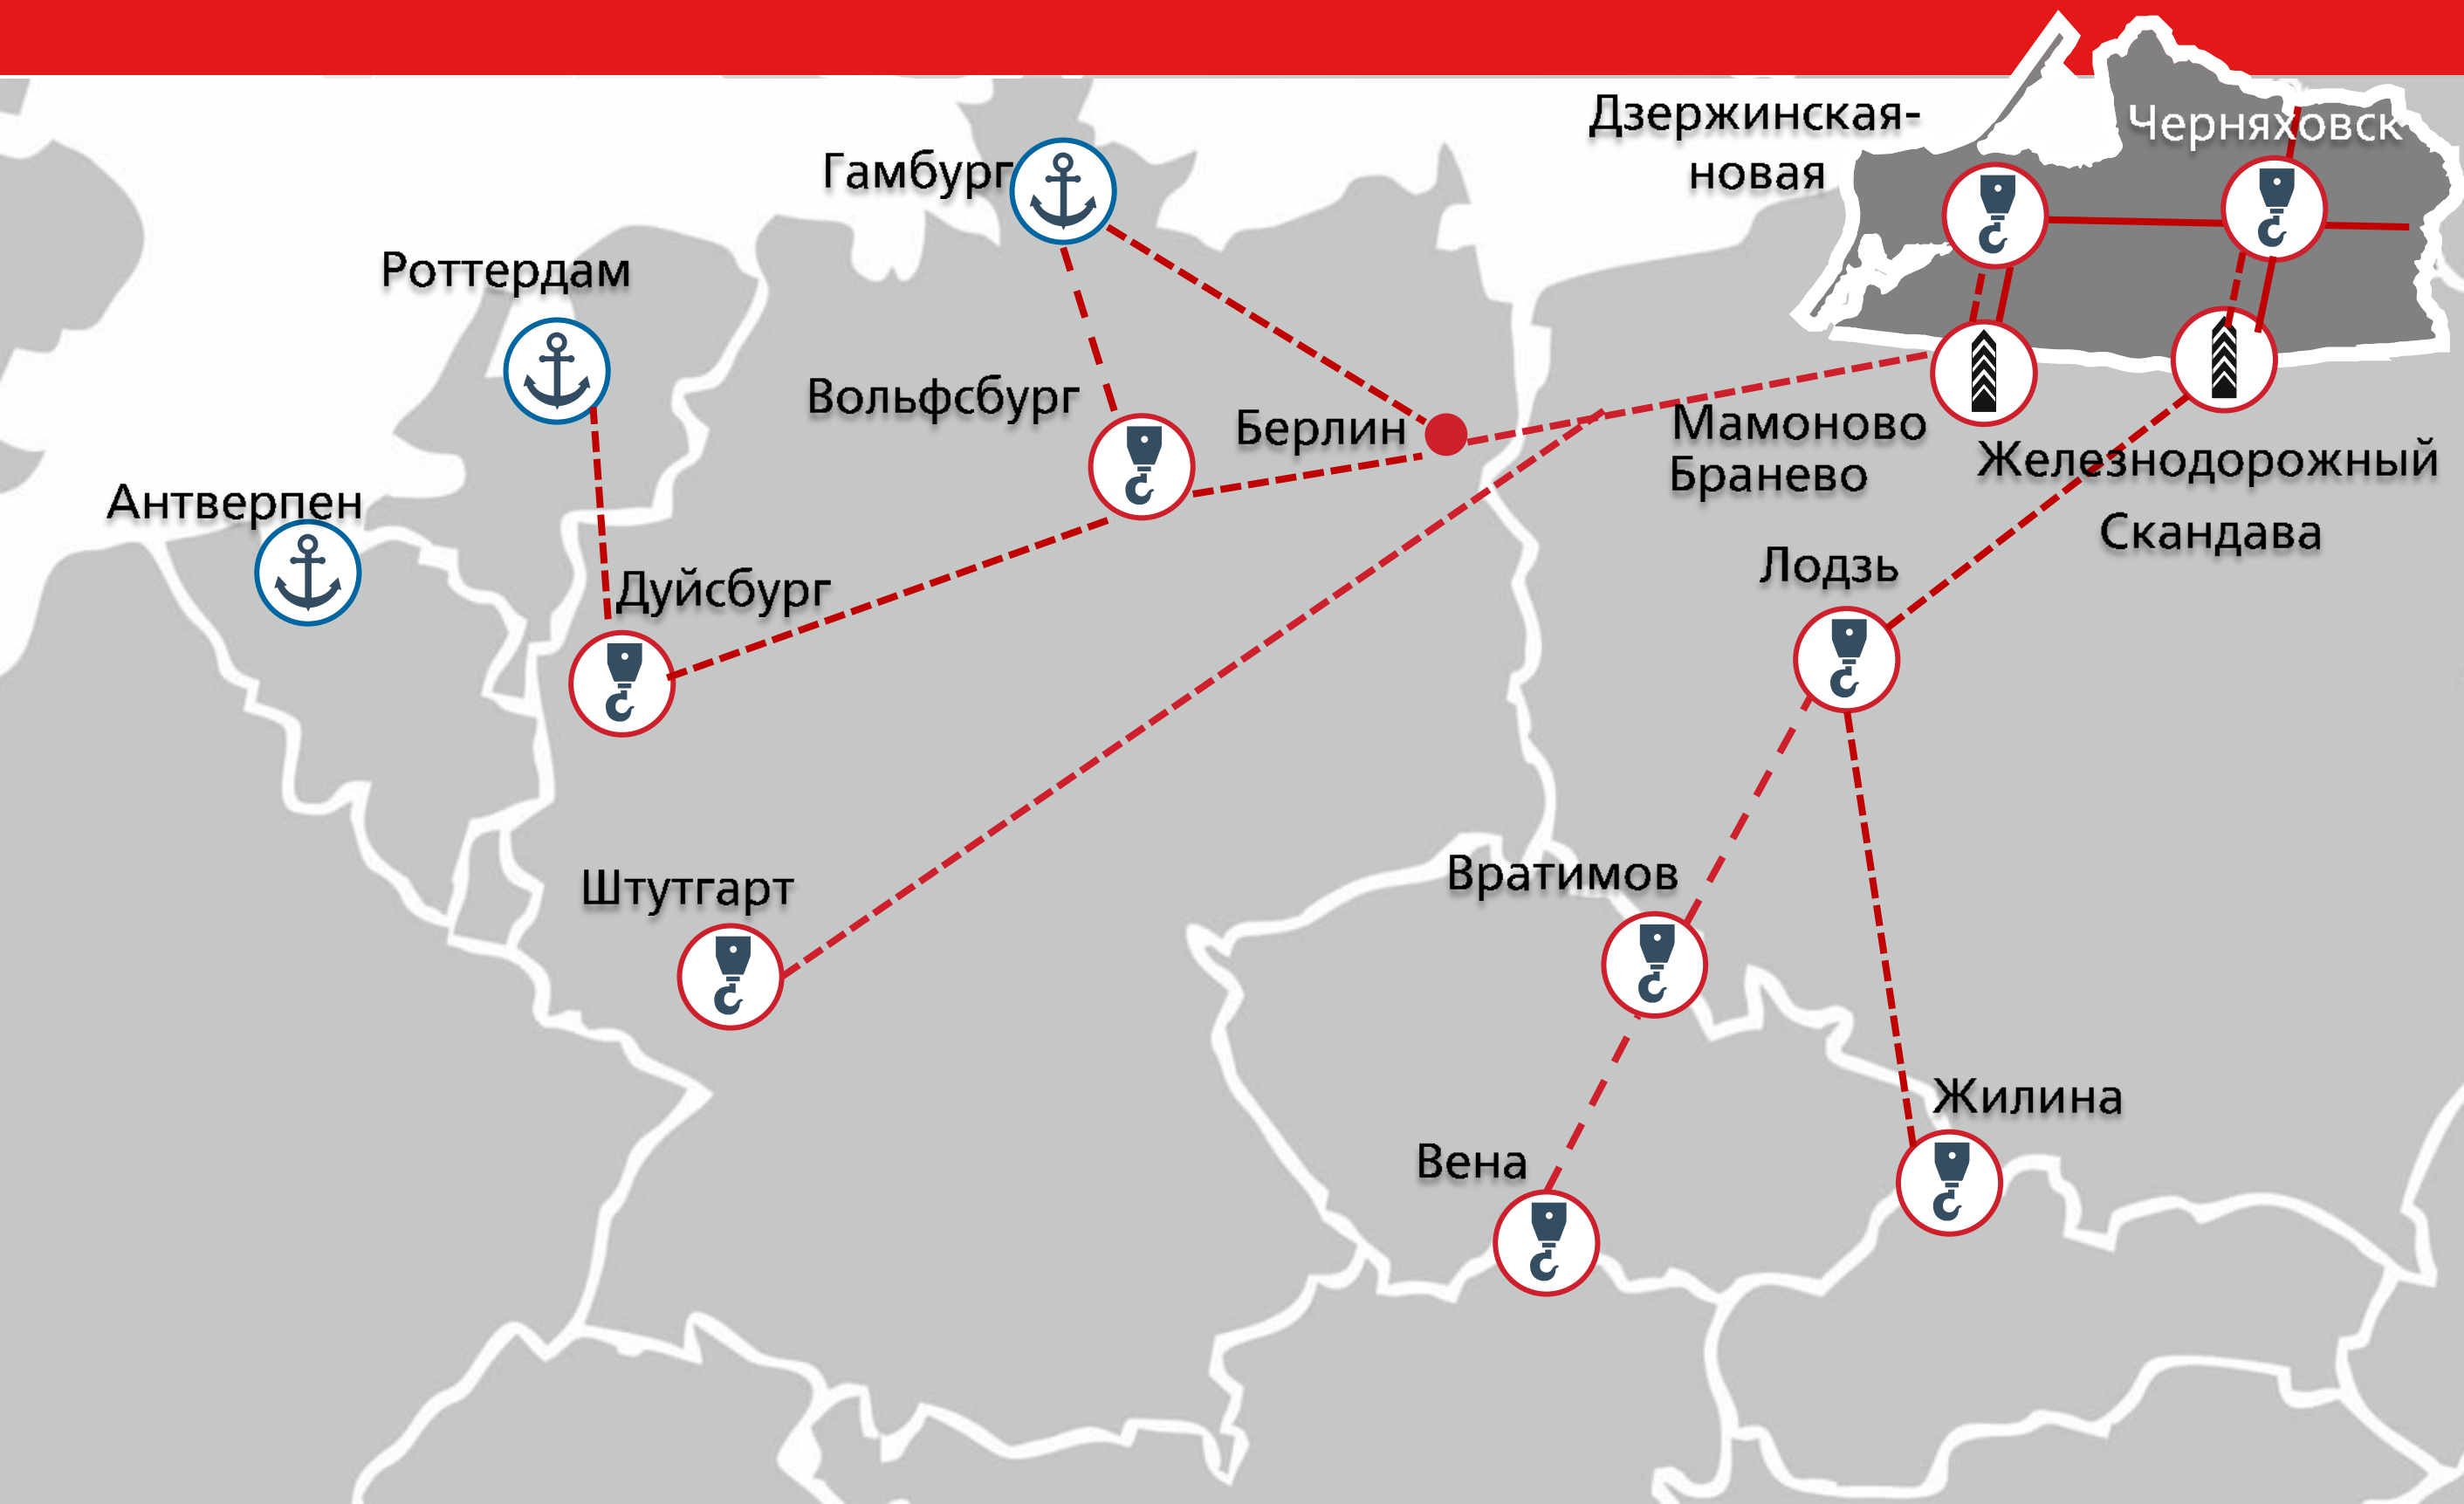 Дзержинская-
новая
Черняховск
Гамбург
Роттердам
Вольфсбург
Берлин
Мамоново
Бранево
Железнодорожный
Скандава
Антверпен
Дуйсбург
Лодзь
Штутгарт
Вратимов
Жилина
Вена